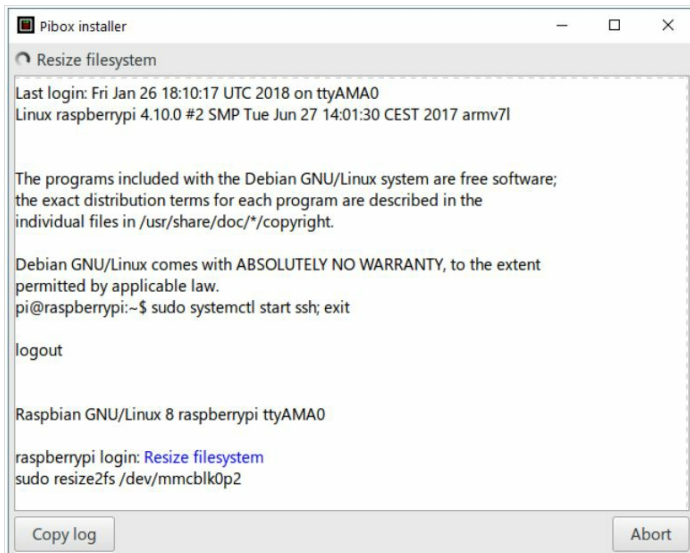 Pibox installer
Resize filesystem
Last login: Fri Jan 26 18:10:17 UTC 2018 on ttyAMA0
Linux raspberrypi 4.10.0 #2 SMP Tue Jun 27 14:01:30 CEST 2017 armv7l
The programs included with the Debian GNU/Linux system are free software;
the exact distribution terms for each program are described in the
individual files in /usr/share/doc/*/copyright.
Debian GNU/Linux comes with ABSOLUTELY NO WARRANTY, to the extent
permitted by applicable law.
pi@raspberrypi:~$ sudo systemctl start ssh; exit
logout
Raspbian GNU/Linux 8 raspberrypi ttyAMA0
raspberrypi login: Resize filesystem
sudo resize2fs /dev/mmcblk0p2
Copy log
Abort